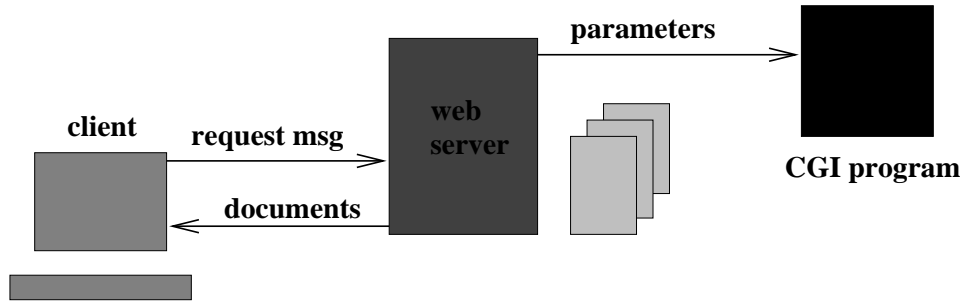 parameters
client
request msg
web
server
CGI program
documents